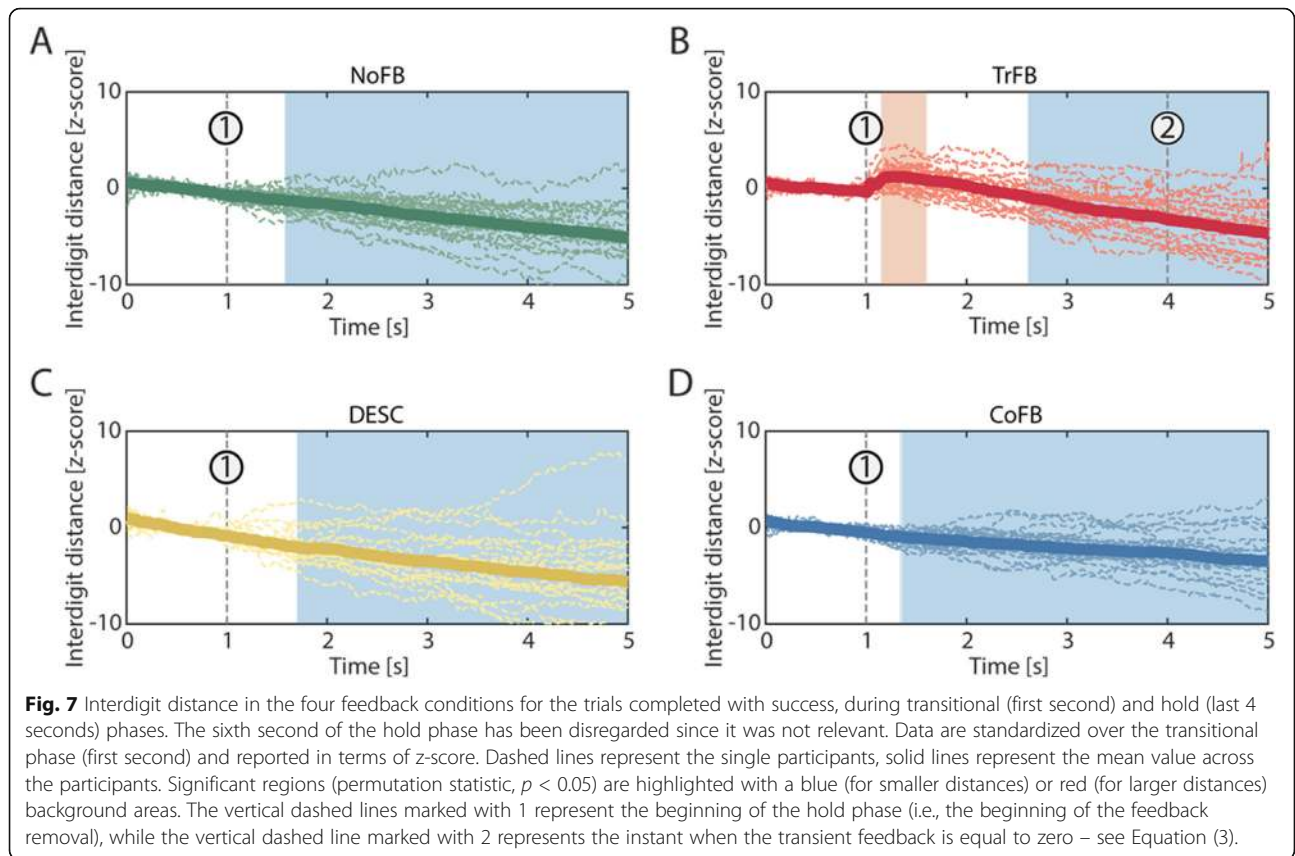 A
NoFB
Interdigit distance [z-score]
10
0
-10
1
0 1 2 3 4 5
Time [s]
B
TrFB
Interdigit distance [z-score]
10
0
-10
1
2
0 1 2 3 4 5
Time [s]
C
DESC
Interdigit distance [z-score]
10
0
-10
1
0 1 2 3 4 5
Time [s]
D
CoFB
Interdigit distance [z-score]
10
0
-10
1
0 1 2 3 4 5
Time [s]
Fig. 7 Interdigit distance in the four feedback conditions for the trials completed with success, during transitional (first second) and hold (last 4
seconds) phases. The sixth second of the hold phase has been disregarded since it was not relevant. Data are standardized over the transitional
phase (first second) and reported in terms of z-score. Dashed lines represent the single participants, solid lines represent the mean value across
the participants. Significant regions (permutation statistic, p < 0.05) are highlighted with a blue (for smaller distances) or red (for larger distances)
background areas. The vertical dashed lines marked with 1 represent the beginning of the hold phase (i.e., the beginning of the feedback
removal), while the vertical dashed line marked with 2 represents the instant when the transient feedback is equal to zero – see Equation (3).